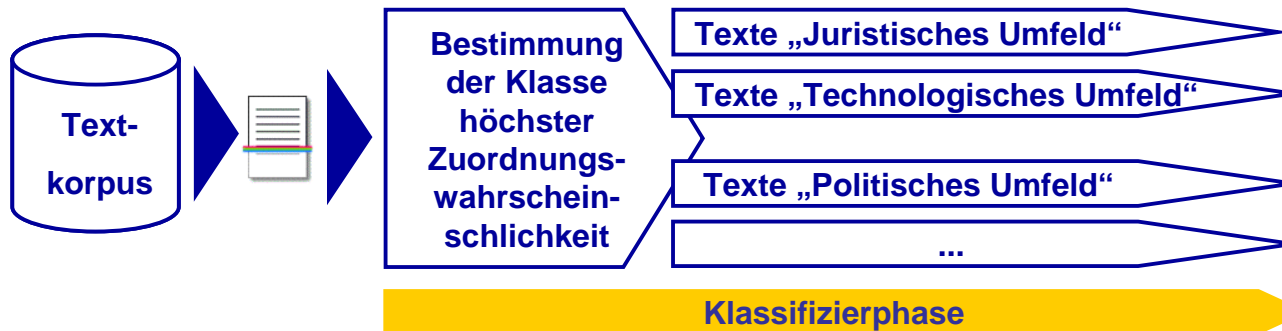 Text-
korpus
Bestimmung
der Klasse
höchster
Zuordnungs-
wahrschein-
schlichkeit
Texte „Juristisches Umfeld“
Texte „Technologisches Umfeld“
Texte „Politisches Umfeld“
...
Klassifizierphase